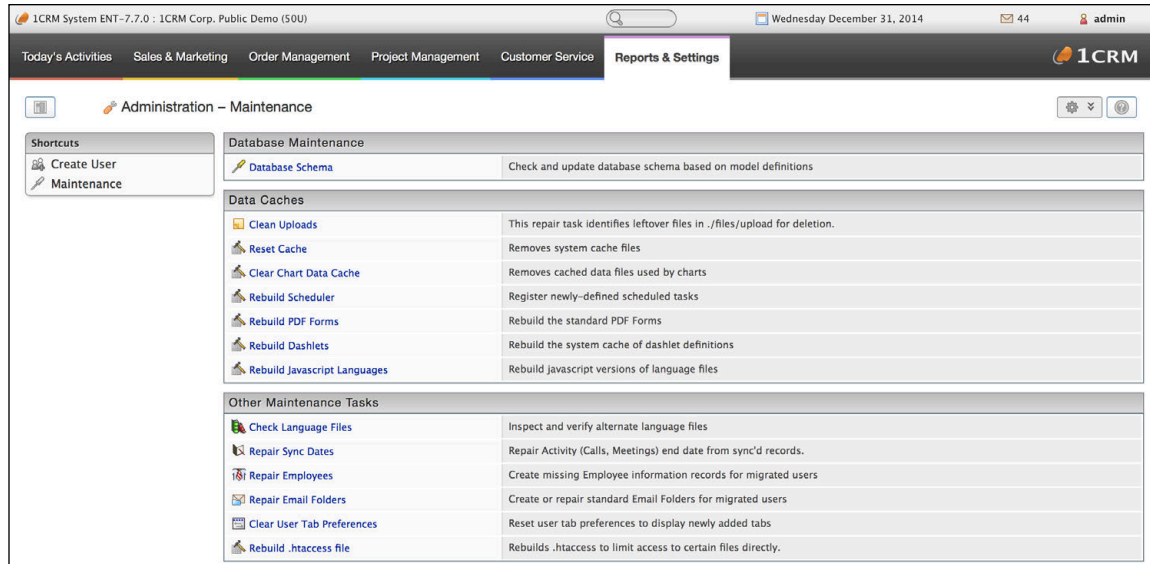 1CRM System ENT-7.7.0 : 1CRM Corp. Public Demo (50U)
Wednesday December 31, 2014
44
admin
Today's Activities
Sales & Marketing
Order Management
Project Management
Customer Service
Reports & Settings
1CRM
Administration – Maintenance
Shortcuts
Create User
Maintenance
Database Maintenance
Database Schema Check and update database schema based on model definitions
Data Caches
Clean Uploads This repair task identifies leftover files in ./files/upload for deletion.
Reset Cache Removes system cache files
Clear Chart Data Cache Removes cached data files used by charts
Rebuild Scheduler Register newly-defined scheduled tasks
Rebuild PDF Forms Rebuild the standard PDF Forms
Rebuild Dashlets Rebuild the system cache of dashlet definitions
Rebuild Javascript Languages Rebuild javascript versions of language files
Other Maintenance Tasks
Check Language Files Inspect and verify alternate language files
Repair Sync Dates Repair Activity (Calls, Meetings) end date from sync'd records.
Repair Employees Create missing Employee information records for migrated users
Repair Email Folders Create or repair standard Email Folders for migrated users
Clear User Tab Preferences Reset user tab preferences to display newly added tabs
Rebuild .htaccess file Rebuilds .htaccess to limit access to certain files directly.